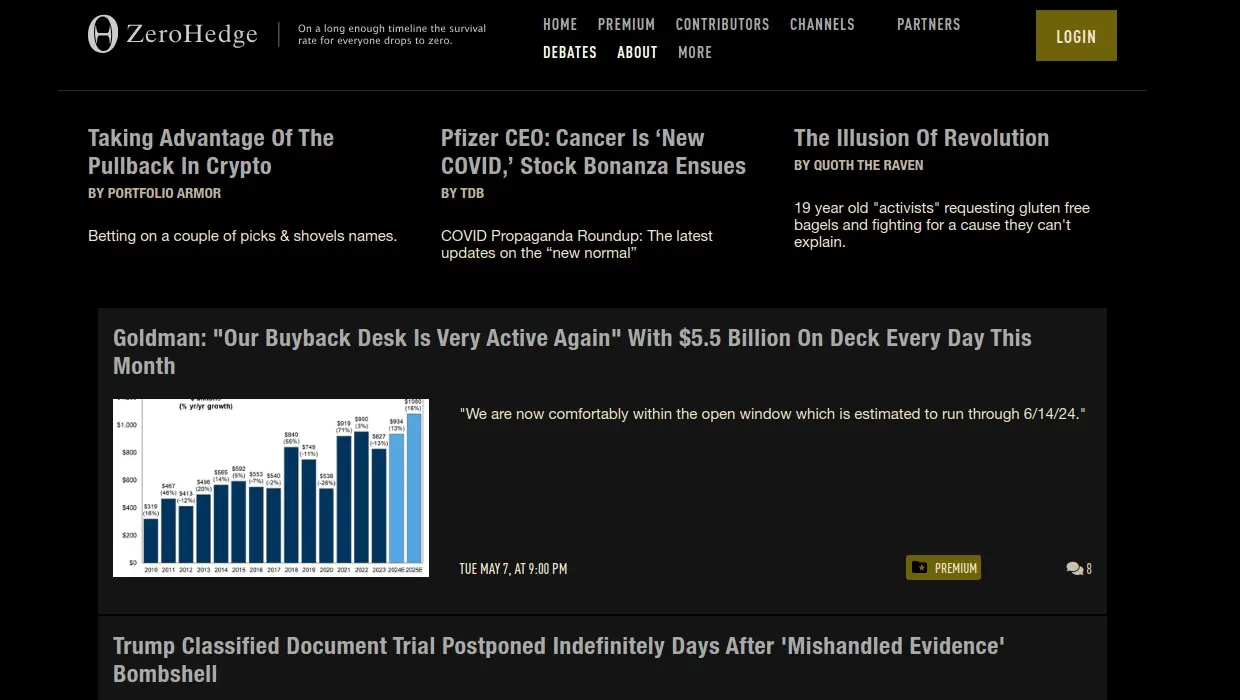 ZeroHedge
On a long enough timeline the survival
rate for everyone drops to zero.
HOME PREMIUM CONTRIBUTORS CHANNELS PARTNERS
DEBATES ABOUT MORE
LOGIN
Taking Advantage Of The
Pullback In Crypto
BY PORTFOLIO ARMOR
Betting on a couple of picks & shovels names.
Pfizer CEO: Cancer Is ‘New
COVID,’ Stock Bonanza Ensues
BY TDB
COVID Propaganda Roundup: The latest
updates on the “new normal”
The Illusion Of Revolution
BY QUOTH THE RAVEN
19 year old "activists" requesting gluten free
bagels and fighting for a cause they can't
explain.
Goldman: "Our Buyback Desk Is Very Active Again" With $5.5 Billion On Deck Every Day This
Month
(% yr/yr growth)
$1,000
$800
$600
$400
$200
$0
$319
(16%)
$467
(46%)
$413
(-12%)
$496
(20%)
$565
(14%)
$592
(5%)
$553
(-7%)
$540
(-2%)
$840
(55%)
$749
(-11%)
$538
(-28%)
$919
(71%)
$950
(3%)
$827
(-13%)
$934
(13%)
$1080
(16%)
2010 2011 2012 2013 2014 2015 2016 2017 2018 2019 2020 2021 2022 2023 2024E 2025E
"We are now comfortably within the open window which is estimated to run through 6/14/24."
TUE MAY 7, AT 9:00 PM
PREMIUM
8
Trump Classified Document Trial Postponed Indefinitely Days After 'Mishandled Evidence'
Bombshell